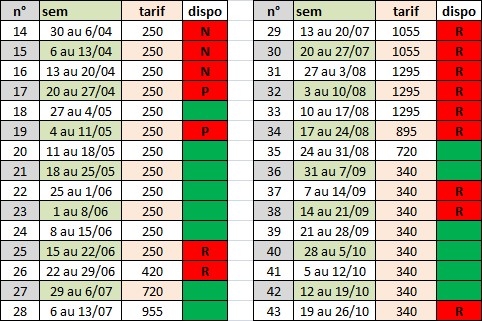 n° sem tarif dispo
14 30 au 6/04 250 N
15 6 au 13/04 250 N
16 13 au 20/04 250 N
17 20 au 27/04 250 P
18 27 au 4/05 250
19 4 au 11/05 250 P
20 11 au 18/05 250
21 18 au 25/05 250
22 25 au 1/06 250
23 1 au 8/06 250
24 8 au 15/06 250
25 15 au 22/06 250 R
26 22 au 29/06 420 R
27 29 au 6/07 720
28 6 au 13/07 955
n° sem tarif dispo
29 13 au 20/07 1055 R
30 20 au 27/07 1055 R
31 27 au 3/08 1295 R
32 3 au 10/08 1295 R
33 10 au 17/08 1295 R
34 17 au 24/08 895 R
35 24 au 31/08 720
36 31 au 7/09 340
37 7 au 14/09 340 R
38 14 au 21/09 340 R
39 21 au 28/09 340
40 28 au 5/10 340
41 5 au 12/10 340
42 12 au 19/10 340
43 19 au 26/10 340 R